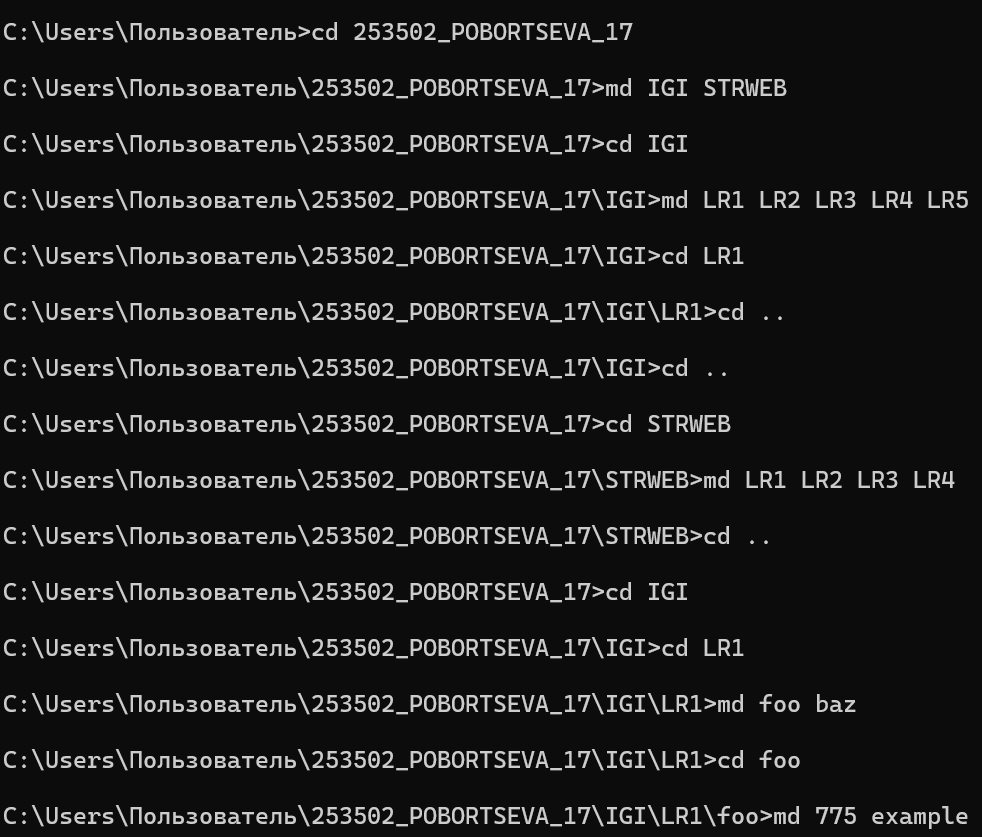 C:\Users\Пользователь>cd 253502_POBORTSEVA_17
C:\Users\Пользователь\253502_POBORTSEVA_17>md IGI STRWEB
C:\Users\Пользователь\253502_POBORTSEVA_17>cd IGI
C:\Users\Пользователь\253502_POBORTSEVA_17\IGI>md LR1 LR2 LR3 LR4 LR5
C:\Users\Пользователь\253502_POBORTSEVA_17\IGI>cd LR1
C:\Users\Пользователь\253502_POBORTSEVA_17\IGI\LR1>cd ..
C:\Users\Пользователь\253502_POBORTSEVA_17\IGI>cd ..
C:\Users\Пользователь\253502_POBORTSEVA_17>cd STRWEB
C:\Users\Пользователь\253502_POBORTSEVA_17\STRWEB>md LR1 LR2 LR3 LR4
C:\Users\Пользователь\253502_POBORTSEVA_17\STRWEB>cd ..
C:\Users\Пользователь\253502_POBORTSEVA_17>cd IGI
C:\Users\Пользователь\253502_POBORTSEVA_17\IGI>cd LR1
C:\Users\Пользователь\253502_POBORTSEVA_17\IGI\LR1>md foo baz
C:\Users\Пользователь\253502_POBORTSEVA_17\IGI\LR1>cd foo
C:\Users\Пользователь\253502_POBORTSEVA_17\IGI\LR1\foo>md 775 example